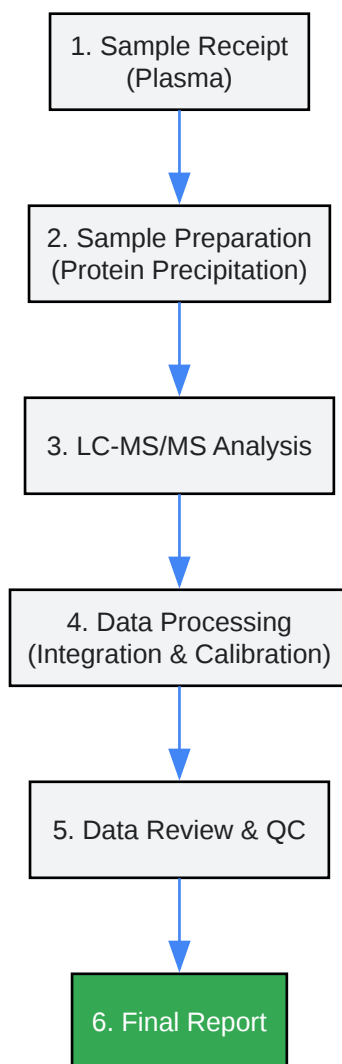 1. Sample Receipt
(Plasma)
2. Sample Preparation
(Protein Precipitation)
3. LC-MS/MS Analysis
4. Data Processing
(Integration & Calibration)
5. Data Review & QC
6. Final Report